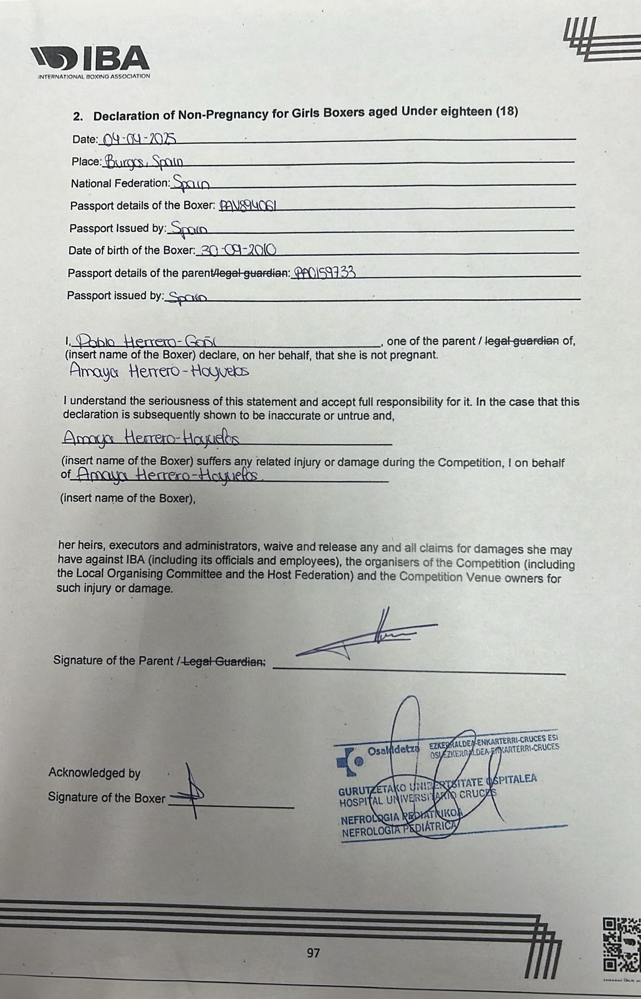 IBA
INTERNATIONAL BOXING ASSOCIATION
2. Declaration of Non-Pregnancy for Girls Boxers aged Under eighteen (18)
Date: 04-04-2025
Place: Burgos, Spain
National Federation: Spain
Passport details of the Boxer: PAV894061
Passport Issued by: Spain
Date of birth of the Boxer: 30-09-2010
Passport details of the parent/legal guardian: PAO159733
Passport issued by: Spain
I, Pablo Herrero-Goñi, one of the parent / legal guardian of,
(insert name of the Boxer) declare, on her behalf, that she is not pregnant.
Amaya Herrero-Hoyuelos
I understand the seriousness of this statement and accept full responsibility for it. In the case that this
declaration is subsequently shown to be inaccurate or untrue and,
Amaya Herrero-Hoyuelos
(insert name of the Boxer) suffers any related injury or damage during the Competition, I on behalf
of Amaya Herrero-Hoyuelos.
(insert name of the Boxer),
her heirs, executors and administrators, waive and release any and all claims for damages she may
have against IBA (including its officials and employees), the organisers of the Competition (including
the Local Organising Committee and the Host Federation) and the Competition Venue owners for
such injury or damage.
Signature of the Parent / Legal Guardian:
Acknowledged by
Signature of the Boxer
Osakidetza
EZKERRALDEA-ENKARTERRI-CRUCES ESI
OSI EZKERRALDEA-ENKARTERRI-CRUCES
GURUTZETAKO UNIBERTSITATE OSPITALEA
HOSPITAL UNIVERSITARIO CRUCES
NEFROLOGIA PEDIATRIKOA
NEFROLOGÍA PEDIÁTRICA
97